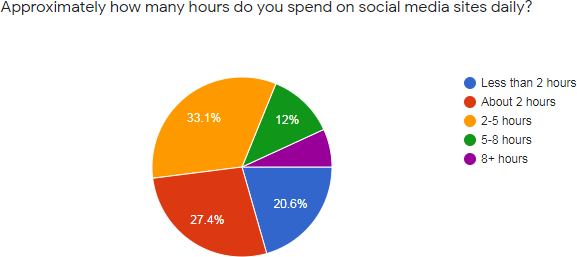 Approximately how many hours do you spend on social media sites daily?
Less than 2 hours
About 2 hours
2-5 hours
5-8 hours
8+ hours
33.1%
12%
27.4%
20.6%